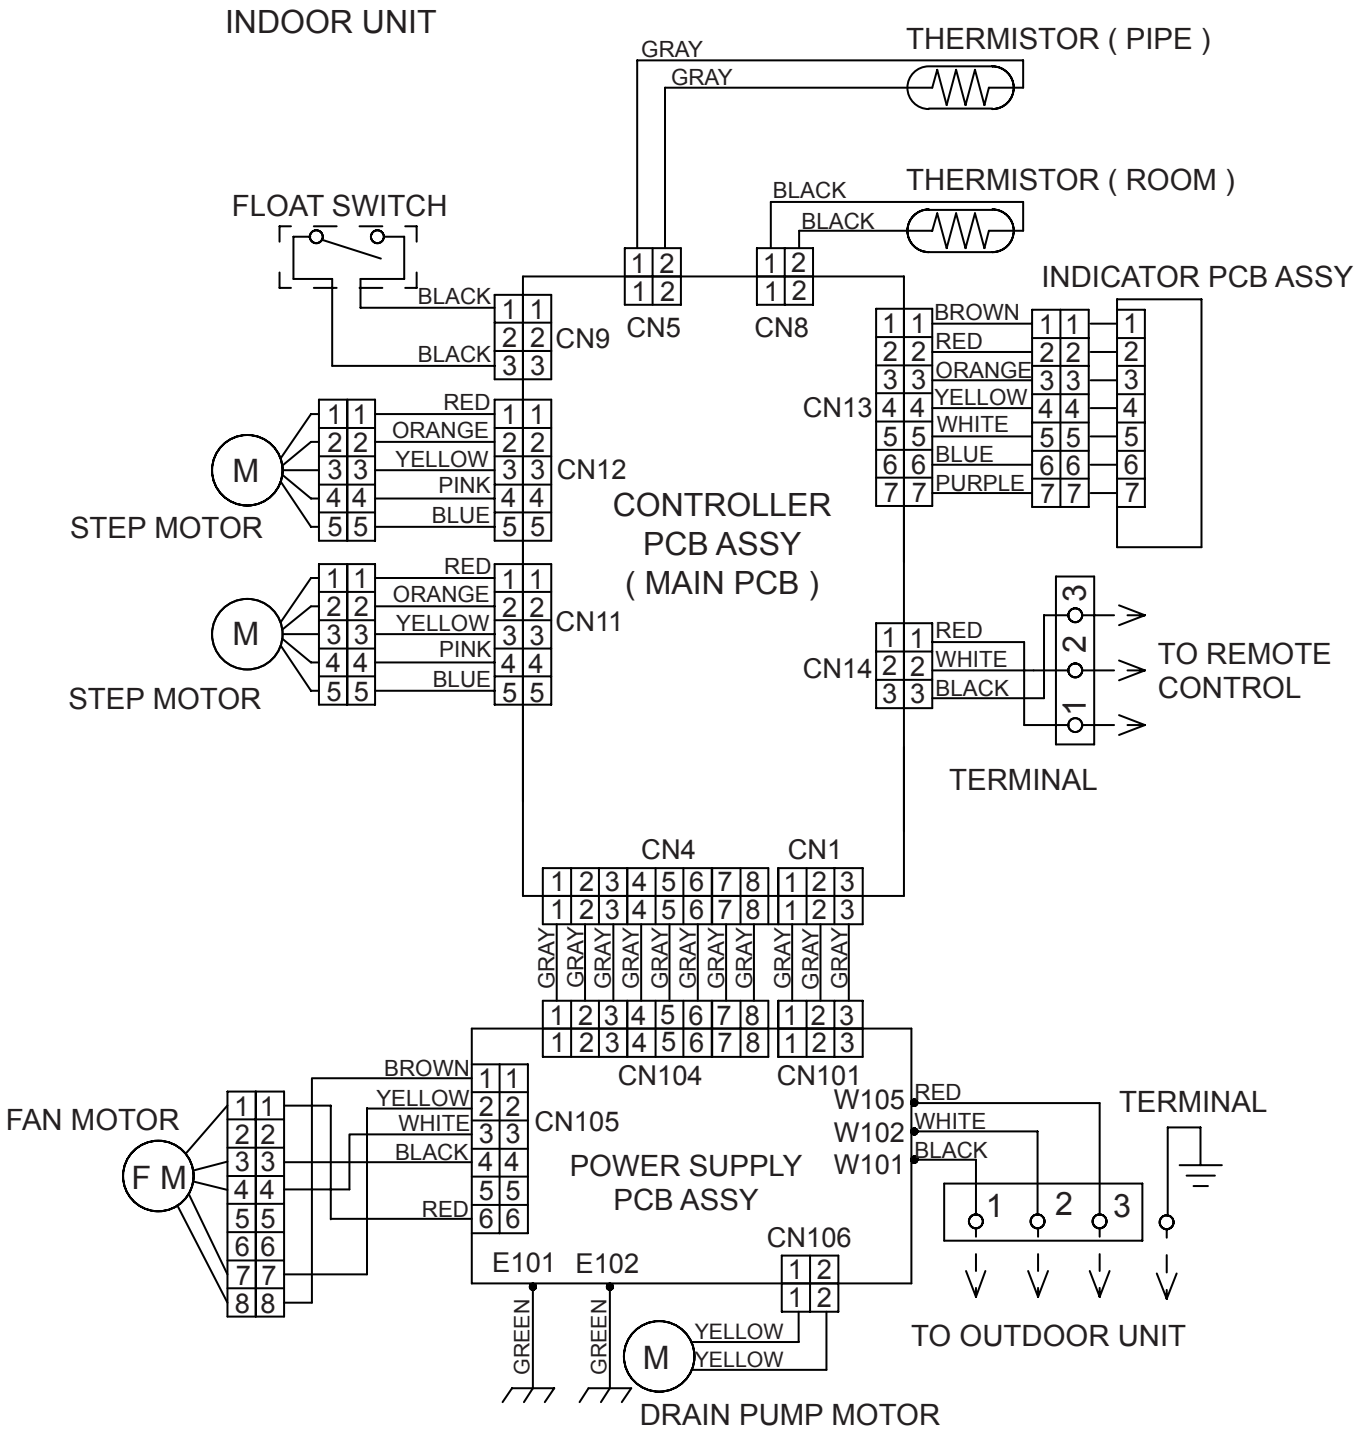 INDOOR UNIT
THERMISTOR ( PIPE )
GRAY
GRAY
THERMISTOR ( ROOM )
BLACK
BLACK
FLOAT SWITCH
1 2
1 2
CN5
1 2
1 2
CN8
INDICATOR PCB ASSY
BLACK
BLACK
1 1
2 2
3 3
CN9
1 1 BROWN 1 1 1
2 2 RED 2 2 2
3 3 ORANGE 3 3 3
4 4 YELLOW 4 4 4
5 5 WHITE 5 5 5
6 6 BLUE 6 6 6
7 7 PURPLE 7 7 7
CN13
M
STEP MOTOR
1 1 RED 1 1
2 2 ORANGE 2 2
3 3 YELLOW 3 3
4 4 PINK 4 4
5 5 BLUE 5 5
CN12
CONTROLLER
PCB ASSY
( MAIN PCB )
M
STEP MOTOR
1 1 RED 1 1
2 2 ORANGE 2 2
3 3 YELLOW 3 3
4 4 PINK 4 4
5 5 BLUE 5 5
CN11
CN14
1 1 RED
2 2 WHITE
3 3 BLACK
3
2
1
TO REMOTE
CONTROL
TERMINAL
CN4
CN1
1 2 3 4 5 6 7 8 1 2 3
1 2 3 4 5 6 7 8 1 2 3
GRAY GRAY GRAY GRAY GRAY GRAY GRAY GRAY GRAY GRAY GRAY
1 2 3 4 5 6 7 8 1 2 3
1 2 3 4 5 6 7 8 1 2 3
CN104
CN101
FAN MOTOR
F M
1 1
2 2
3 3
4 4
5 5
6 6
7 7
8 8
BROWN 1 1
YELLOW 2 2
WHITE 3 3
BLACK 4 4
5 5
RED 6 6
CN105
POWER SUPPLY
PCB ASSY
W105 RED
W102 WHITE
W101 BLACK
TERMINAL
1 2 3
TO OUTDOOR UNIT
E101
E102
GREEN
GREEN
CN106
1 2
1 2
M
YELLOW
YELLOW
DRAIN PUMP MOTOR